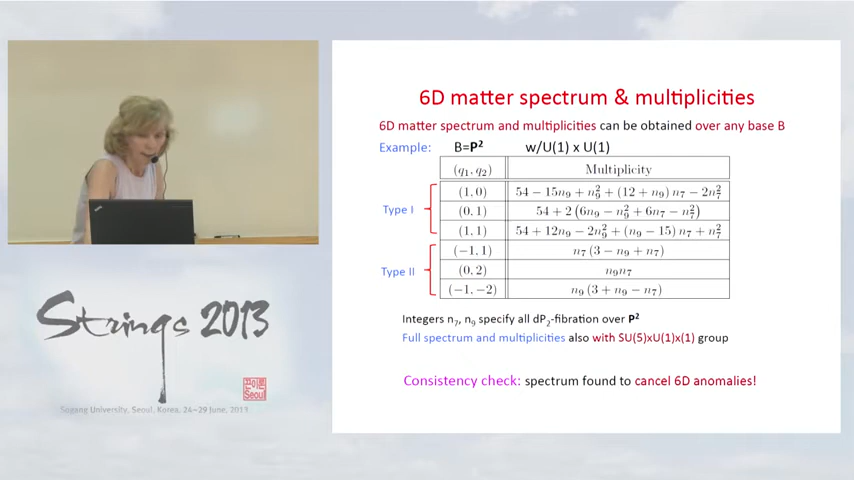 6D matter spectrum & multiplicities
6D matter spectrum and multiplicities can be obtained over any base B
Example: B=P² w/U(1) x U(1)
(q₁, q₂) Multiplicity
Type I
(1, 0) 54 − 15n₉ + n₉² + (12 + n₉) n₇ − 2n₇²
(0, 1) 54 + 2 (6n₉ − n₉² + 6n₇ − n₇²)
(1, 1) 54 + 12n₉ − 2n₉² + (n₉ − 15) n₇ + n₇²
Type II
(−1, 1) n₇ (3 − n₉ + n₇)
(0, 2) n₉n₇
(−1, −2) n₉ (3 + n₉ − n₇)
Integers n₇, n₉ specify all dP₂-fibration over P²
Full spectrum and multiplicities also with SU(5)xU(1)x(1) group
Consistency check: spectrum found to cancel 6D anomalies!
Strings 2013
Seoul
Sogang University, Seoul, Korea, 24-29 June, 2013